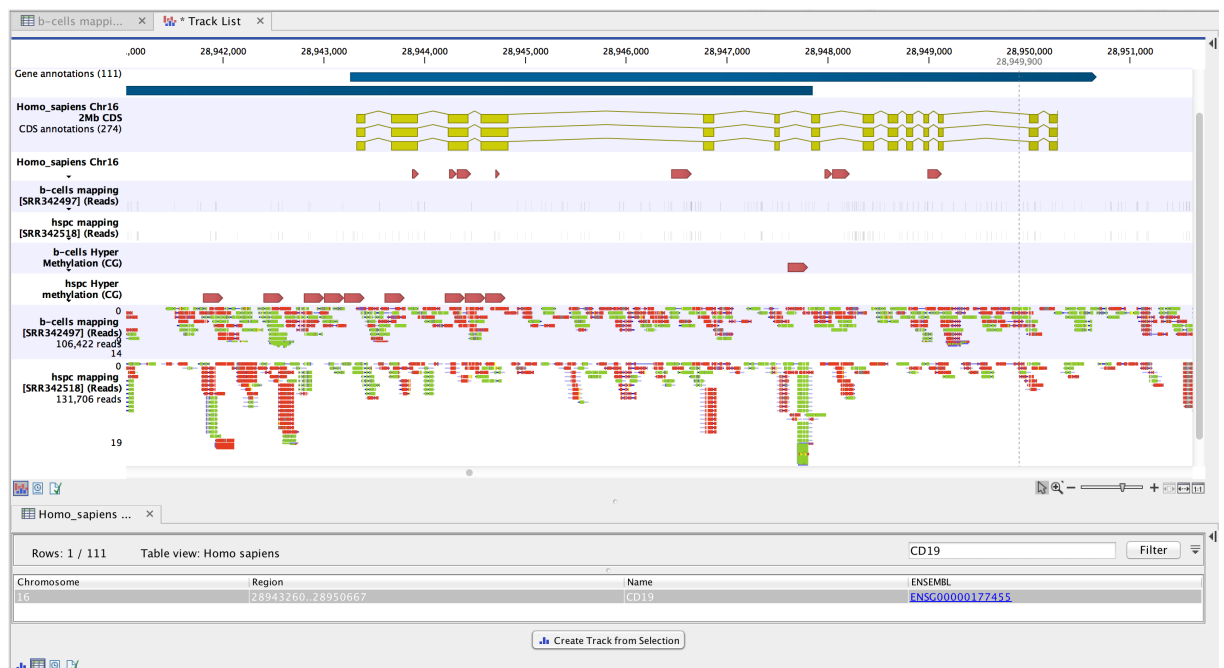 b-cells mappi... × * Track List ×
,000 28,942,000 28,943,000 28,944,000 28,945,000 28,946,000 28,947,000 28,948,000 28,949,000 28,950,000 28,951,000
28,949,900
Gene annotations (111)
Homo_sapiens Chr16
2Mb CDS
CDS annotations (274)
Homo_sapiens Chr16
b-cells mapping
[SRR342497] (Reads)
hspc mapping
[SRR342518] (Reads)
b-cells Hyper
Methylation (CG)
hspc Hyper
methylation (CG)
0
b-cells mapping
[SRR342497] (Reads)
106,422 reads
14
0
hspc mapping
[SRR342518] (Reads)
131,706 reads
19
1:1
Homo_sapiens ... ×
Rows: 1 / 111 Table view: Homo sapiens CD19 Filter
Chromosome Region Name ENSEMBL
16 28943260..28950667 CD19 ENSG00000177455
Create Track from Selection